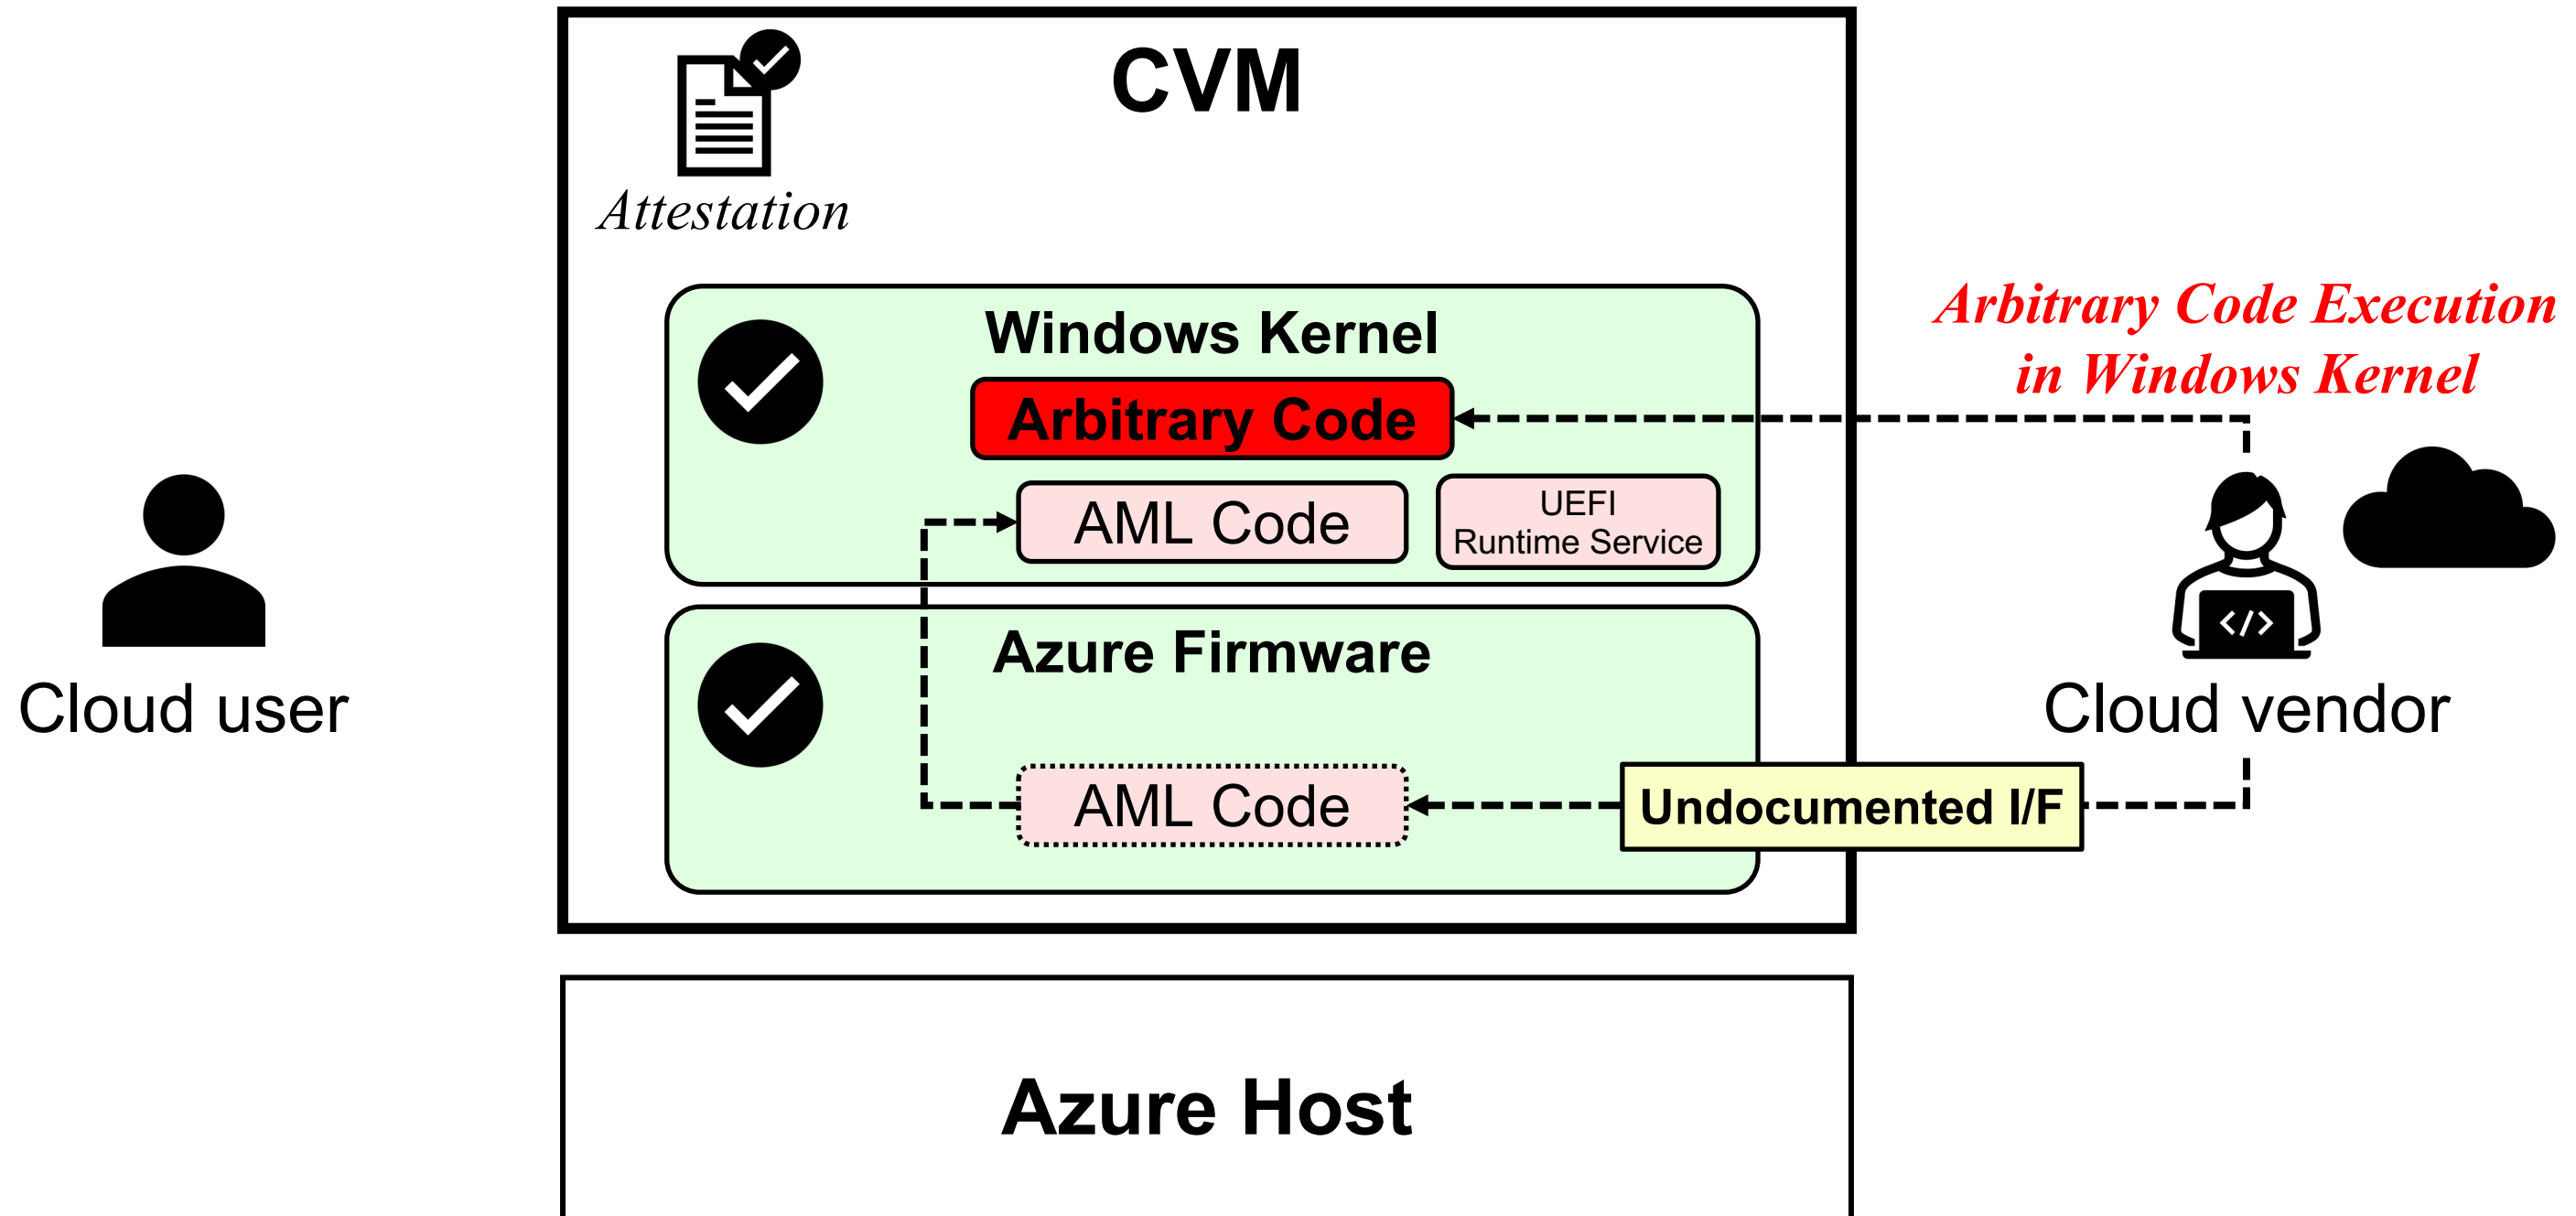 CVM
Attestation
Windows Kernel
Arbitrary Code
AML Code
UEFI
Runtime Service
Arbitrary Code Execution
in Windows Kernel
Azure Firmware
AML Code
Undocumented I/F
Cloud user
</>
Cloud vendor
Azure Host